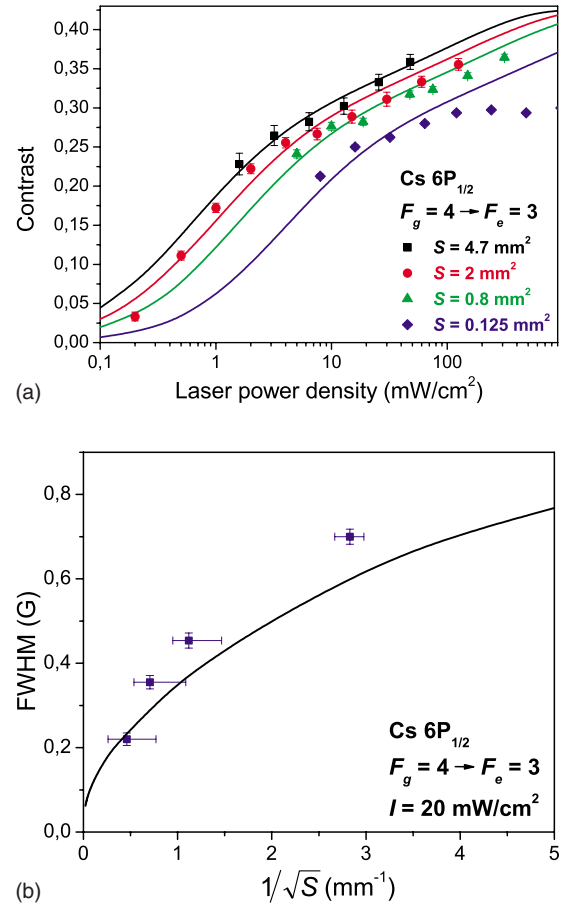 0,40
0,35
0,30
0,25
0,20
0,15
0,10
0,05
0,00
Contrast
Cs 6P1/2
Fg = 4 → Fe = 3
S = 4.7 mm²
S = 2 mm²
S = 0.8 mm²
S = 0.125 mm²
0,1 1 10 100
(a) Laser power density (mW/cm²)
0,8
0,6
0,4
0,2
0,0
FWHM (G)
Cs 6P1/2
Fg = 4 → Fe = 3
I = 20 mW/cm²
0 1 2 3 4 5
(b) 1/√S (mm⁻¹)